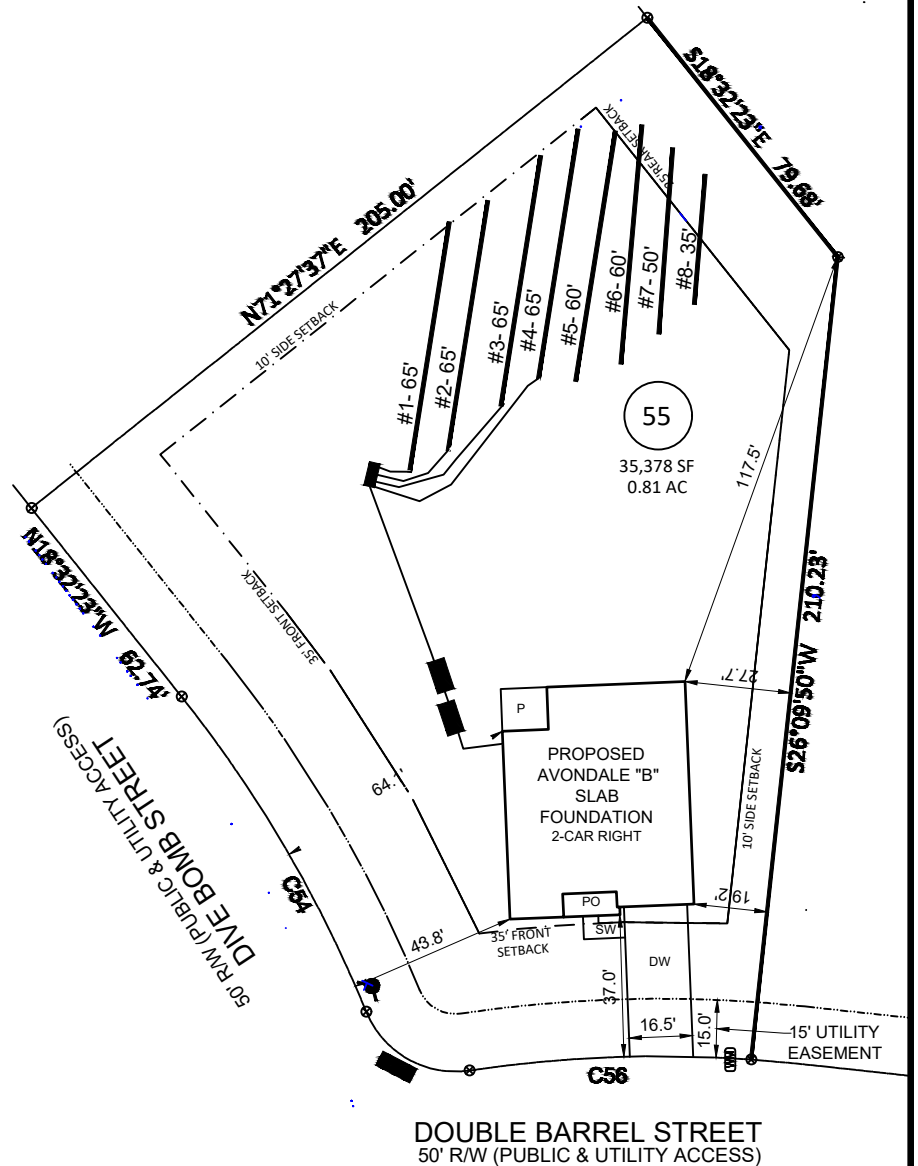 S18°32'23"E 79.68'
N71°27'37"E 205.00'
25' REAR SETBACK
10' SIDE SETBACK
#1- 65'
#2- 65'
#3- 65'
#4- 65'
#5- 60'
#6- 60'
#7- 50'
#8- 35'
55
35,378 SF
0.81 AC
117.5'
N18°32'23"W 62.74'
35' FRONT SETBACK
S26°09'50"W 210.23'
27.7'
P
PROPOSED
AVONDALE "B"
SLAB
FOUNDATION
2-CAR RIGHT
64.1'
10' SIDE SETBACK
DIVE BOMB STREET
50' R/W (PUBLIC & UTILITY ACCESS)
C54
PO
19.2'
43.8'
35' FRONT
SETBACK
SW
DW
37.0'
16.5'
15.0'
15' UTILITY
EASEMENT
C56
DOUBLE BARREL STREET
50' R/W (PUBLIC & UTILITY ACCESS)